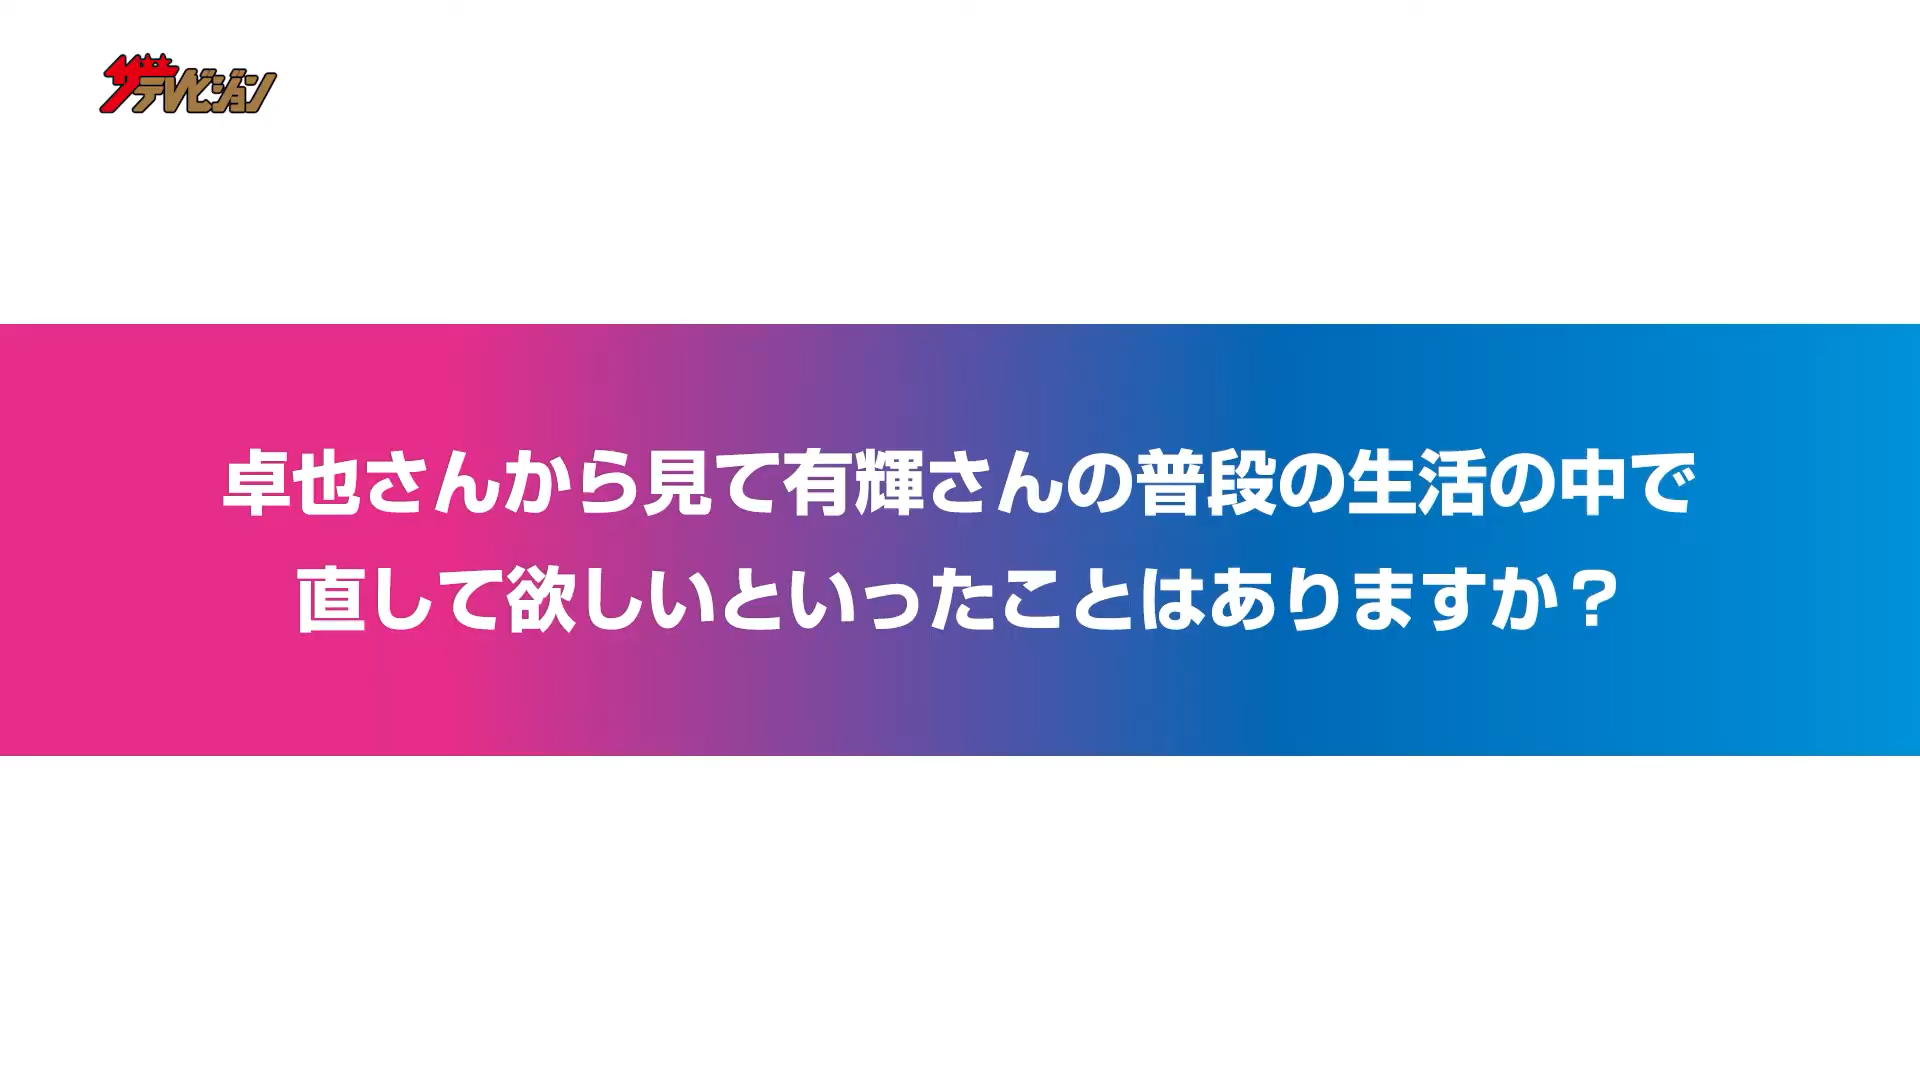 ザテレビジョン
卓也さんから見て有輝さんの普段の生活の中で
直して欲しいといったことはありますか？